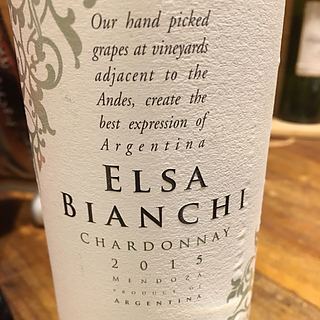 Our hand picked
grapes at vineyards
adjacent to the
Andes, create the
best expression of
Argentina
ELSA
BIANCHI
CHARDONNAY
2015
MENDOZA
PRODUCT OF
ARGENTINA